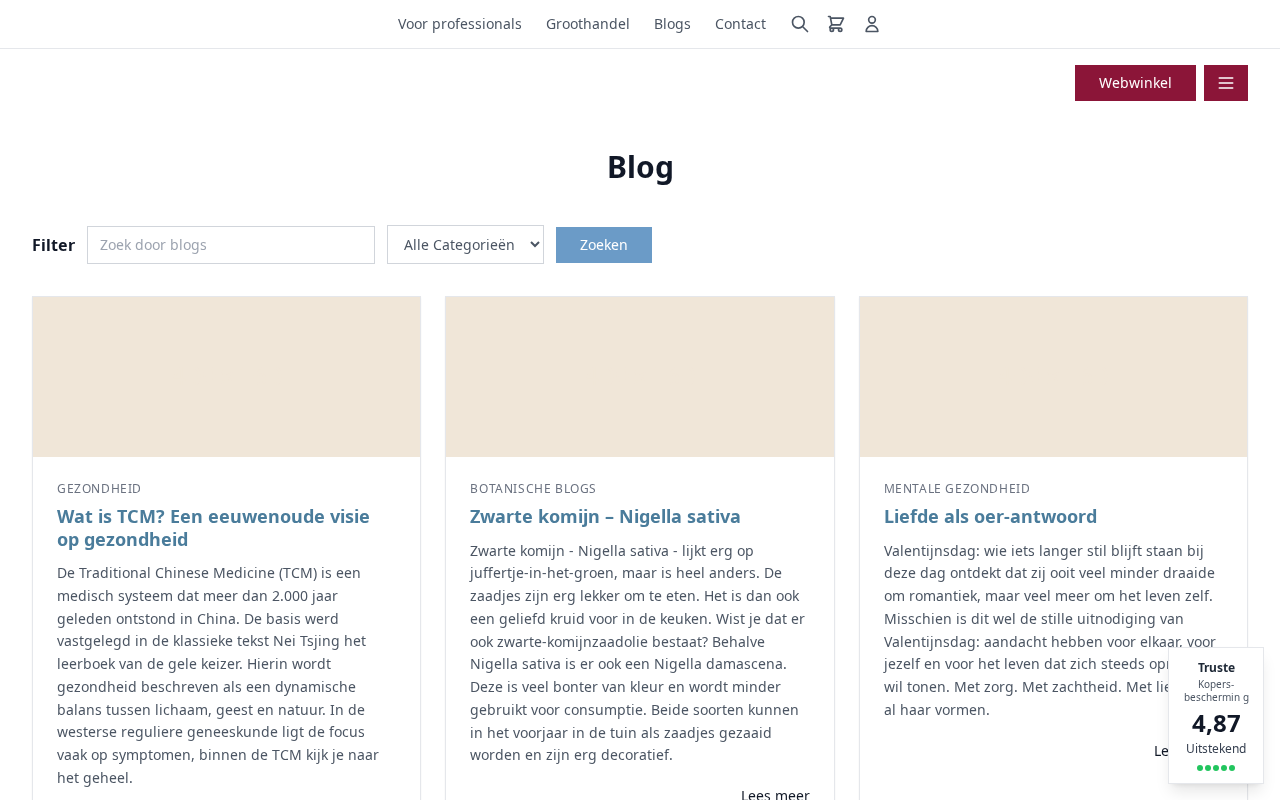 Voor professionals Groothandel Blogs Contact
Webwinkel
Blog
Filter Zoek door blogs Alle Categorieën Zoeken
GEZONDHEID
Wat is TCM? Een eeuwenoude visie
op gezondheid
De Traditional Chinese Medicine (TCM) is een
medisch systeem dat meer dan 2.000 jaar
geleden ontstond in China. De basis werd
vastgelegd in de klassieke tekst Nei Tsjing het
leerboek van de gele keizer. Hierin wordt
gezondheid beschreven als een dynamische
balans tussen lichaam, geest en natuur. In de
westerse reguliere geneeskunde ligt de focus
vaak op symptomen, binnen de TCM kijk je naar
het geheel.
BOTANISCHE BLOGS
Zwarte komijn – Nigella sativa
Zwarte komijn - Nigella sativa - lijkt erg op
juffertje-in-het-groen, maar is heel anders. De
zaadjes zijn erg lekker om te eten. Het is dan ook
een geliefd kruid voor in de keuken. Wist je dat er
ook zwarte-komijnzaadolie bestaat? Behalve
Nigella sativa is er ook een Nigella damascena.
Deze is veel bonter van kleur en wordt minder
gebruikt voor consumptie. Beide soorten kunnen
in het voorjaar in de tuin als zaadjes gezaaid
worden en zijn erg decoratief.
Lees meer
MENTALE GEZONDHEID
Liefde als oer-antwoord
Valentijnsdag: wie iets langer stil blijft staan bij
deze dag ontdekt dat zij ooit veel minder draaide
om romantiek, maar veel meer om het leven zelf.
Misschien is dit wel de stille uitnodiging van
Valentijnsdag: aandacht hebben voor elkaar, voor
jezelf en voor het leven dat zich steeds
wil tonen. Met zorg. Met zachtheid. Met
al haar vormen.
Truste
Kopers-
beschermin g
4,87
Uitstekend